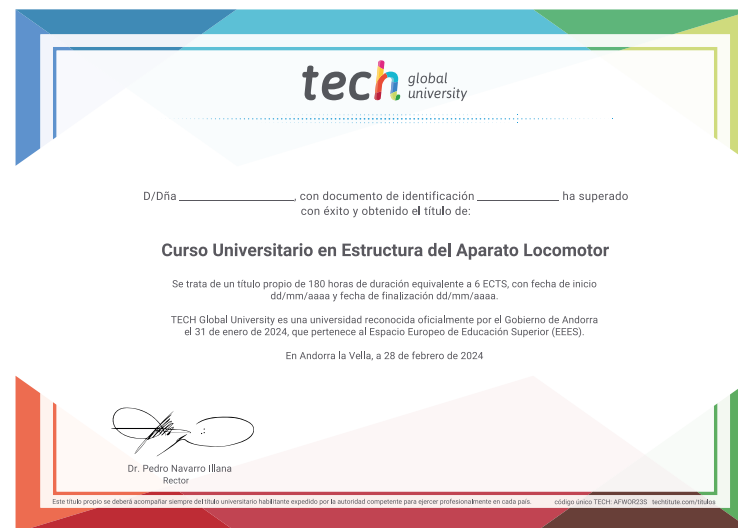 tech global university
D/Dña ____________, con documento de identificación ____________ ha superado
con éxito y obtenido el título de:
Curso Universitario en Estructura del Aparato Locomotor
Se trata de un título propio de 180 horas de duración equivalente a 6 ECTS, con fecha de inicio
dd/mm/aaaa y fecha de finalización dd/mm/aaaa.
TECH Global University es una universidad reconocida oficialmente por el Gobierno de Andorra
el 31 de enero de 2024, que pertenece al Espacio Europeo de Educación Superior (EEES).
En Andorra la Vella, a 28 de febrero de 2024
Dr. Pedro Navarro Illana
Rector
Este título propio se deberá acompañar siempre del título universitario habilitante expedido por la autoridad competente para ejercer profesionalmente en cada país. código único TECH: AFWOR23S techtitute.com/titulos